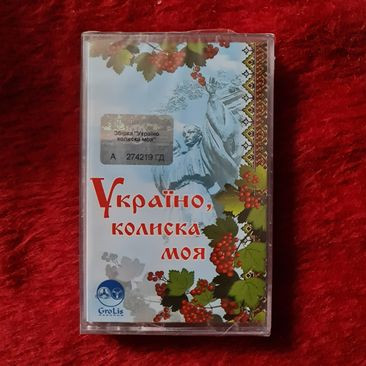 Збірка "Україно
колиска моя"
А 274219 ГД
Україно,
колиска
моя
GroLis